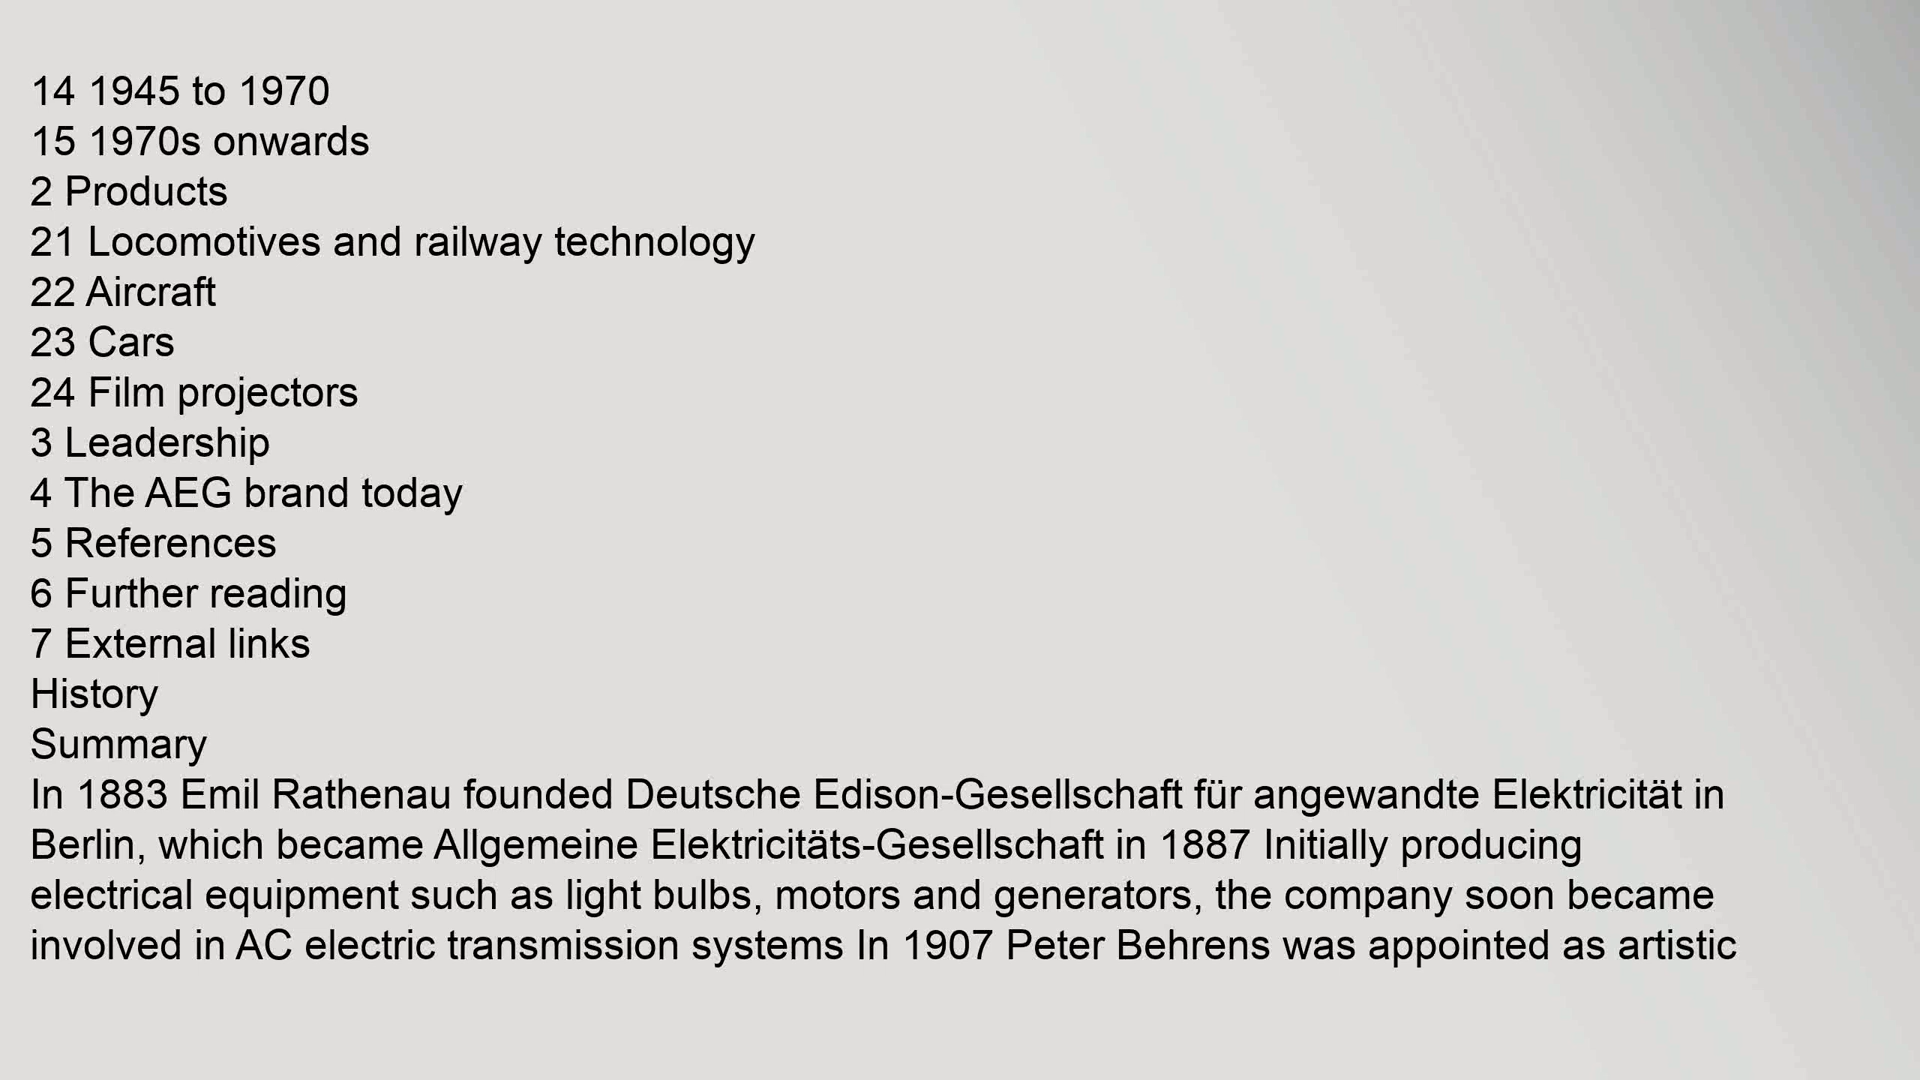 14 1945 to 1970
15 1970s onwards
2 Products
21 Locomotives and railway technology
22 Aircraft
23 Cars
24 Film projectors
3 Leadership
4 The AEG brand today
5 References
6 Further reading
7 External links
History
Summary
In 1883 Emil Rathenau founded Deutsche Edison-Gesellschaft für angewandte Elektricität in
Berlin, which became Allgemeine Elektricitäts-Gesellschaft in 1887 Initially producing
electrical equipment such as light bulbs, motors and generators, the company soon became
involved in AC electric transmission systems In 1907 Peter Behrens was appointed as artistic